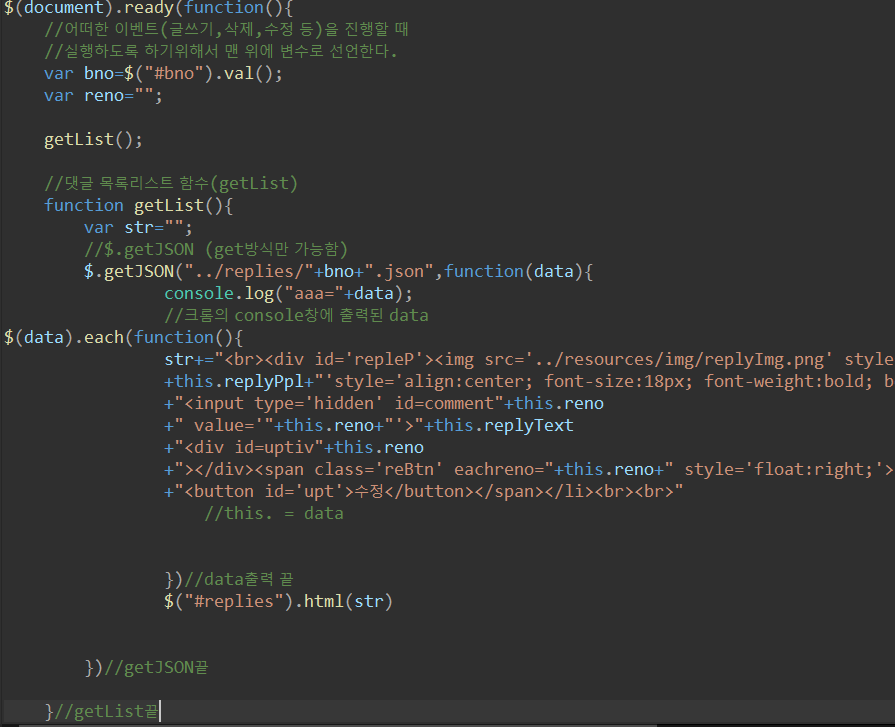 $(document).ready(function(){
//어떠한 이벤트(글쓰기,삭제,수정 등)을 진행할 때
//실행하도록 하기위해서 맨 위에 변수로 선언한다.
var bno=$("#bno").val();
var reno="";
getList();
//댓글 목록리스트 함수(getList)
function getList(){
var str="";
//$.getJSON (get방식만 가능함)
$.getJSON("../replies/"+bno+".json",function(data){
console.log("aaa="+data);
//크롬의 console창에 출력된 data
$(data).each(function(){
str+="<br><div id='repleP'><img src='../resources/img/replyImg.png' style
+this.replyPpl+"'style='align:center; font-size:18px; font-weight:bold; b
+"<input type='hidden' id=comment"+this.reno
+" value='"+this.reno+"'>"+this.replyText
+"<div id=uptiv"+this.reno
+"></div><span class='reBtn' eachreno="+this.reno+" style='float:right;'>
+"<button id='upt'>수정</button></span></li><br><br>"
//this. = data
})//data출력 끝
$("#replies").html(str)
})//getJSON끝
}//getList끝